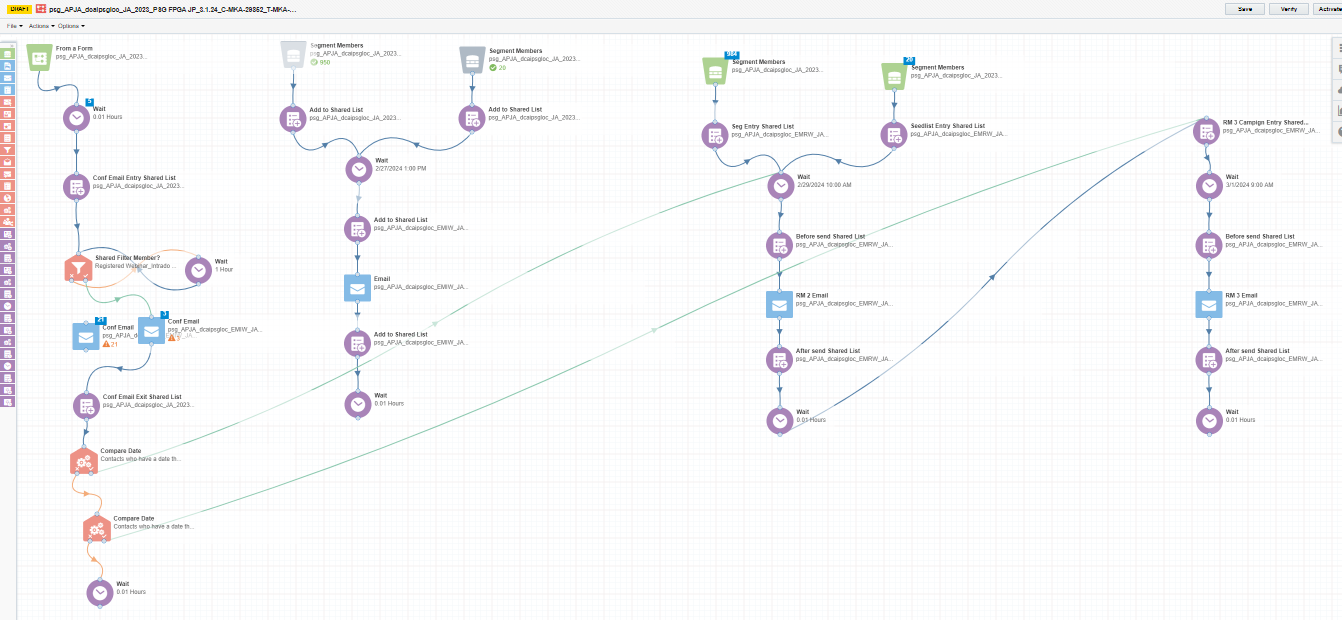 DRAFT psg_APJA_dcaipsgloc_JA_2023_PSG FPGA JP_3.1.24_C-MKA-29852_T-MKA-...
Save Verify Activate
File Actions Options
From a Form
psg_APJA_dcaipsgloc_JA_2023...
5
Wait
0.01 Hours
Conf Email Entry Shared List
psg_APJA_dcaipsgloc_JA_2023...
Shared Filter Member?
Registered Webinar_Intrado ...
Wait
1 Hour
21
Conf Email
21
3
Conf Email
psg_APJA_dcaipsgloc_EMIW_JA...
Conf Email Exit Shared List
psg_APJA_dcaipsgloc_JA_2023...
Compare Date
Contacts who have a date th...
Compare Date
Contacts who have a date th...
Wait
0.01 Hours
Segment Members
psg_APJA_dcaipsgloc_JA_2023...
950
Segment Members
psg_APJA_dcaipsgloc_JA_2023...
28
Add to Shared List
psg_APJA_dcaipsgloc_JA_2023...
Add to Shared List
psg_APJA_dcaipsgloc_JA_2023...
Wait
2/27/2024 1:00 PM
Add to Shared List
psg_APJA_dcaipsgloc_EMIW_JA...
Email
psg_APJA_dcaipsgloc_EMIW_JA...
Add to Shared List
psg_APJA_dcaipsgloc_EMIW_JA...
Wait
0.01 Hours
Segment Members
psg_APJA_dcaipsgloc_JA_2023...
Segment Members
psg_APJA_dcaipsgloc_JA_2023...
Seg Entry Shared List
psg_APJA_dcaipsgloc_EMRW_JA...
Seedlist Entry Shared List
psg_APJA_dcaipsgloc_EMRW_JA...
Wait
2/29/2024 10:00 AM
Before send Shared List
psg_APJA_dcaipsgloc_EMRW_JA...
RM 2 Email
psg_APJA_dcaipsgloc_EMRW_JA...
After send Shared List
psg_APJA_dcaipsgloc_EMRW_JA...
Wait
0.01 Hours
RM 3 Campign Entry Shared...
psg_APJA_dcaipsgloc_EMRW_JA...
Wait
3/1/2024 9:00 AM
Before send Shared List
psg_APJA_dcaipsgloc_EMRW_JA...
RM 3 Email
psg_APJA_dcaipsgloc_EMRW_JA...
After send Shared List
psg_APJA_dcaipsgloc_EMRW_JA...
Wait
0.01 Hours